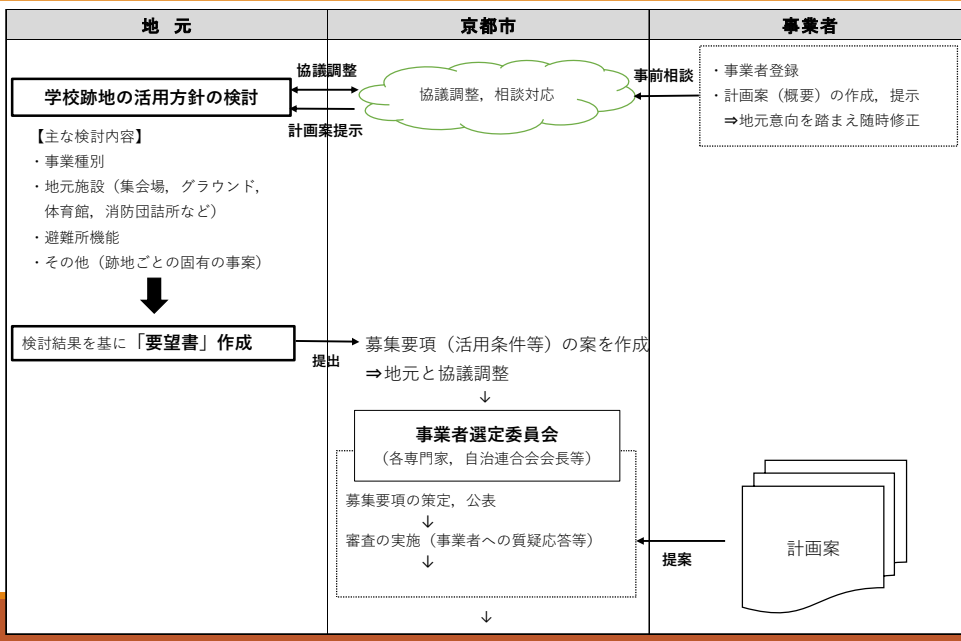 地 元
京都市
事業者
学校跡地の活用方針の検討
協議調整
計画案提示
協議調整，相談対応
事前相談
・事業者登録
・計画案（概要）の作成，提示
⇒地元意向を踏まえ随時修正
【主な検討内容】
・事業種別
・地元施設（集会場，グラウンド，
体育館，消防団詰所など）
・避難所機能
・その他（跡地ごとの固有の事案）
検討結果を基に「要望書」作成
提出
募集要項（活用条件等）の案を作成
⇒地元と協議調整
↓
事業者選定委員会
（各専門家，自治連合会会長等）
募集要項の策定，公表
↓
審査の実施（事業者への質疑応答等）
↓
提案
計画案
↓